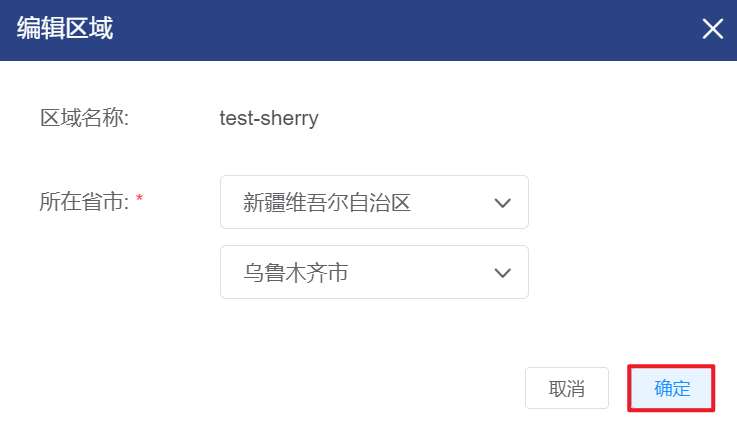 编辑区域
区域名称: test-sherry
所在省市: * 新疆维吾尔自治区
乌鲁木齐市
取消 确定